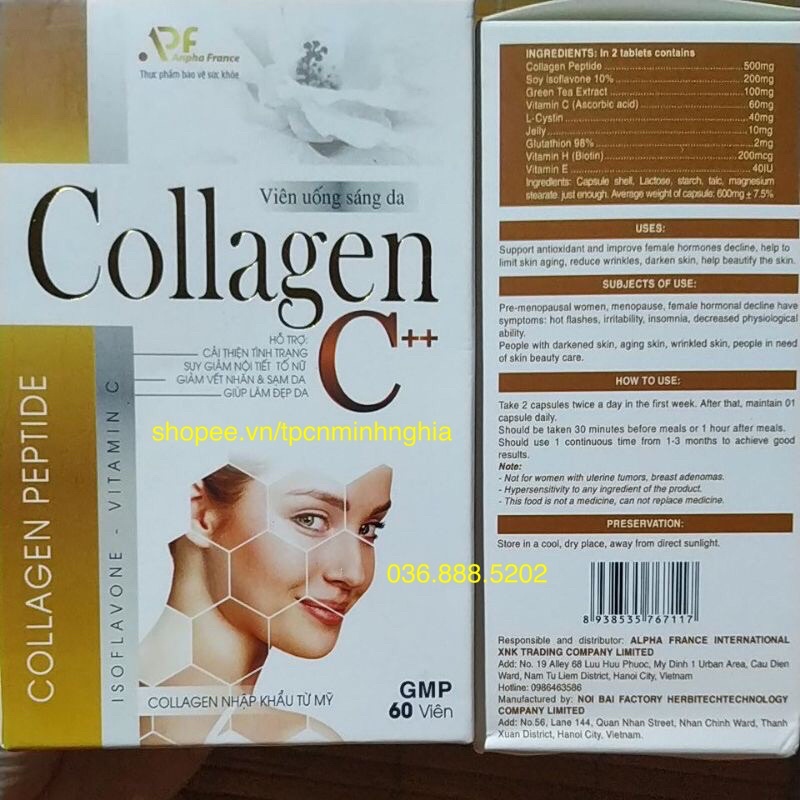 APF
Anpha France
Thực phẩm bảo vệ sức khỏe
Viên uống sáng da
Collagen
C++
HỖ TRỢ:
CẢI THIỆN TÌNH TRẠNG
SUY GIẢM NỘI TIẾT TỐ NỮ
GIẢM VẾT NHĂN & SẠM DA
GIÚP LÀM ĐẸP DA
shopee.vn/tpcnminhnghia
COLLAGEN PEPTIDE
ISOFLAVONE - VITAMIN C
036.888.5202
COLLAGEN NHẬP KHẨU TỪ MỸ
GMP
60 Viên
INGREDIENTS: In 2 tablets contains
Collagen Peptide 500mg
Soy isoflavone 10% 200mg
Green Tea Extract 100mg
Vitamin C (Ascorbic acid) 60mg
L-Cystin 40mg
Jelly 10mg
Glutathion 98% 2mg
Vitamin H (Biotin) 200mcg
Vitamin E 40IU
Ingredients: Capsule shell, Lactose, starch, talc, magnesium
stearate just enough. Average weight of capsule: 600mg ± 7.5%
USES:
Support antioxidant and improve female hormones decline, help to
limit skin aging, reduce wrinkles, darken skin, help beautify the skin.
SUBJECTS OF USE:
Pre-menopausal women, menopause, female hormonal decline have
symptoms: hot flashes, irritability, insomnia, decreased physiological
ability.
People with darkened skin, aging skin, wrinkled skin, people in need
of skin beauty care.
HOW TO USE:
Take 2 capsules twice a day in the first week. After that, maintain 01
capsule daily.
Should be taken 30 minutes before meals or 1 hour after meals.
Should use 1 continuous time from 1-3 months to achieve good
results.
Note:
- Not for women with uterine tumors, breast adenomas.
- Hypersensitivity to any ingredient of the product.
- This food is not a medicine, can not replace medicine.
PRESERVATION:
Store in a cool, dry place, away from direct sunlight.
8 938535 767117
Responsible and distributor: ALPHA FRANCE INTERNATIONAL
XNK TRADING COMPANY LIMITED
Add: No. 19 Alley 68 Luu Huu Phuoc, My Dinh 1 Urban Area, Cau Dien
Ward, Nam Tu Liem District, Hanoi City, Vietnam
Hotline: 0986463586
Manufactured by: NOI BAI FACTORY HERBITECHTECHNOLOGY
COMPANY LIMITED
Add: No.56, Lane 144, Quan Nhan Street, Nhan Chinh Ward, Thanh
Xuan District, Hanoi City, Vietnam.